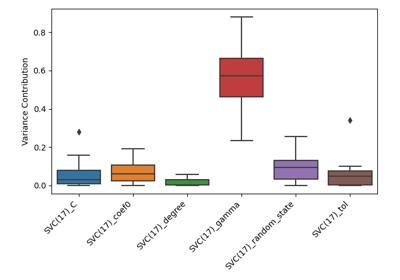 Variance Contribution
0.8
0.6
0.4
0.2
0.0
SVC(17)_C
SVC(17)_coef0
SVC(17)_degree
SVC(17)_gamma
SVC(17)_random_state
SVC(17)_tol